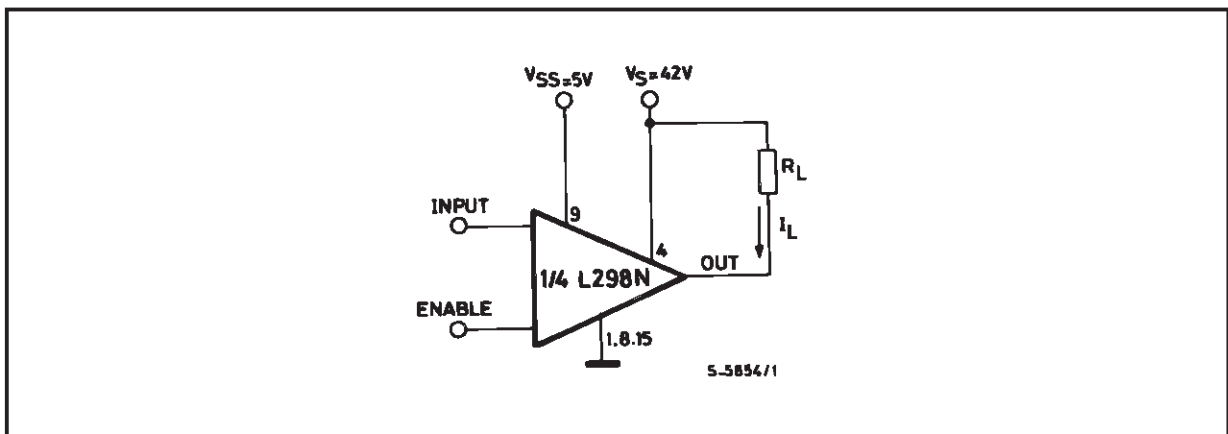 VSS=5V
VS=42V
RL
INPUT
9
IL
4
OUT
1/4 L298N
ENABLE
1.8.15
S-5854/1